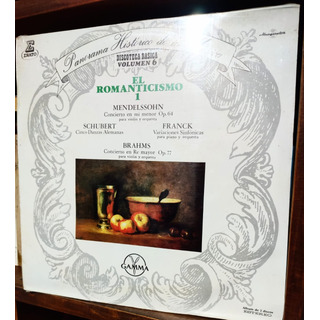 ERATO
Panorama Histórico
DISCOTECA BASICA
VOLUMEN 6
EL
ROMANTICISMO
1
MENDELSSOHN
Concierto en mi menor Op.64
para violín y orquesta
SCHUBERT
Cinco Danzas Alemanas
FRANCK
Variaciones Sinfónicas
para piano y orquesta
BRAHMS
Concierto en Re mayor Op.77
para violín y orquesta
GAMMA